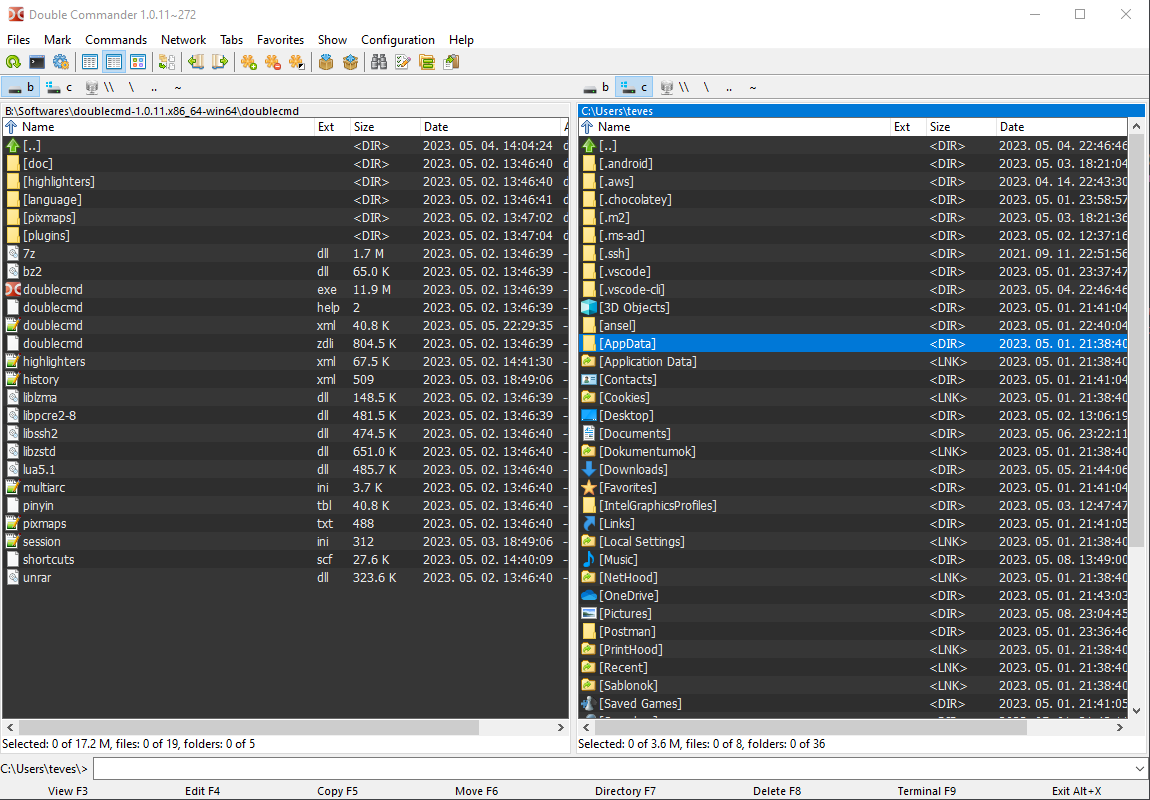 Double Commander 1.0.11~272
Files Mark Commands Network Tabs Favorites Show Configuration Help
b c \\ \ .. ~ b c \\ \ .. ~
B:\Softwares\doublecmd-1.0.11.x86_64-win64\doublecmd
Name Ext Size Date A
[..] <DIR> 2023. 05. 04. 14:04:24 d
[doc] <DIR> 2023. 05. 02. 13:46:40 d
[highlighters] <DIR> 2023. 05. 02. 13:46:40 d
[language] <DIR> 2023. 05. 02. 13:46:41 d
[pixmaps] <DIR> 2023. 05. 02. 13:47:02 d
[plugins] <DIR> 2023. 05. 02. 13:47:04 d
7z dll 1.7 M 2023. 05. 02. 13:46:39 -
bz2 dll 65.0 K 2023. 05. 02. 13:46:39 -
doublecmd exe 11.9 M 2023. 05. 02. 13:46:39 -
doublecmd help 2 2023. 05. 02. 13:46:39 -
doublecmd xml 40.8 K 2023. 05. 05. 22:29:35 -
doublecmd zdli 804.5 K 2023. 05. 02. 13:46:39 -
highlighters xml 67.5 K 2023. 05. 02. 14:41:30 -
history xml 509 2023. 05. 03. 18:49:06 -
liblzma dll 148.5 K 2023. 05. 02. 13:46:39 -
libpcre2-8 dll 481.5 K 2023. 05. 02. 13:46:39 -
libssh2 dll 474.5 K 2023. 05. 02. 13:46:40 -
libzstd dll 651.0 K 2023. 05. 02. 13:46:40 -
lua5.1 dll 485.7 K 2023. 05. 02. 13:46:40 -
multiarc ini 3.7 K 2023. 05. 02. 13:46:40 -
pinyin tbl 40.8 K 2023. 05. 02. 13:46:40 -
pixmaps txt 488 2023. 05. 02. 13:46:40 -
session ini 312 2023. 05. 03. 18:49:06 -
shortcuts scf 27.6 K 2023. 05. 02. 14:40:09 -
unrar dll 323.6 K 2023. 05. 02. 13:46:40 -
Selected: 0 of 17.2 M, files: 0 of 19, folders: 0 of 5
C:\Users\teves
Name Ext Size Date
[..] <DIR> 2023. 05. 04. 22:46:46
[.android] <DIR> 2023. 05. 03. 18:21:04
[.aws] <DIR> 2023. 04. 14. 22:43:30
[.chocolatey] <DIR> 2023. 05. 01. 23:58:57
[.m2] <DIR> 2023. 05. 03. 18:21:36
[.ms-ad] <DIR> 2023. 05. 02. 12:37:16
[.ssh] <DIR> 2021. 09. 11. 22:51:56
[.vscode] <DIR> 2023. 05. 01. 23:37:47
[.vscode-cli] <DIR> 2023. 05. 04. 22:46:46
[3D Objects] <DIR> 2023. 05. 01. 21:41:04
[ansel] <DIR> 2023. 05. 01. 22:40:04
[AppData] <DIR> 2023. 05. 01. 21:38:40
[Application Data] <LNK> 2023. 05. 01. 21:38:40
[Contacts] <DIR> 2023. 05. 01. 21:41:04
[Cookies] <LNK> 2023. 05. 01. 21:38:40
[Desktop] <DIR> 2023. 05. 02. 13:06:19
[Documents] <DIR> 2023. 05. 06. 23:22:11
[Dokumentumok] <LNK> 2023. 05. 01. 21:38:40
[Downloads] <DIR> 2023. 05. 05. 21:44:06
[Favorites] <DIR> 2023. 05. 01. 21:41:04
[IntelGraphicsProfiles] <DIR> 2023. 05. 03. 12:47:47
[Links] <DIR> 2023. 05. 01. 21:41:05
[Local Settings] <LNK> 2023. 05. 01. 21:38:40
[Music] <DIR> 2023. 05. 08. 13:49:00
[NetHood] <LNK> 2023. 05. 01. 21:38:40
[OneDrive] <DIR> 2023. 05. 01. 21:43:03
[Pictures] <DIR> 2023. 05. 08. 23:04:45
[Postman] <DIR> 2023. 05. 01. 23:36:46
[PrintHood] <LNK> 2023. 05. 01. 21:38:40
[Recent] <LNK> 2023. 05. 01. 21:38:40
[Sablonok] <LNK> 2023. 05. 01. 21:38:40
[Saved Games] <DIR> 2023. 05. 01. 21:41:05
Selected: 0 of 3.6 M, files: 0 of 8, folders: 0 of 36
C:\Users\teves\>
View F3 Edit F4 Copy F5 Move F6 Directory F7 Delete F8 Terminal F9 Exit Alt+X